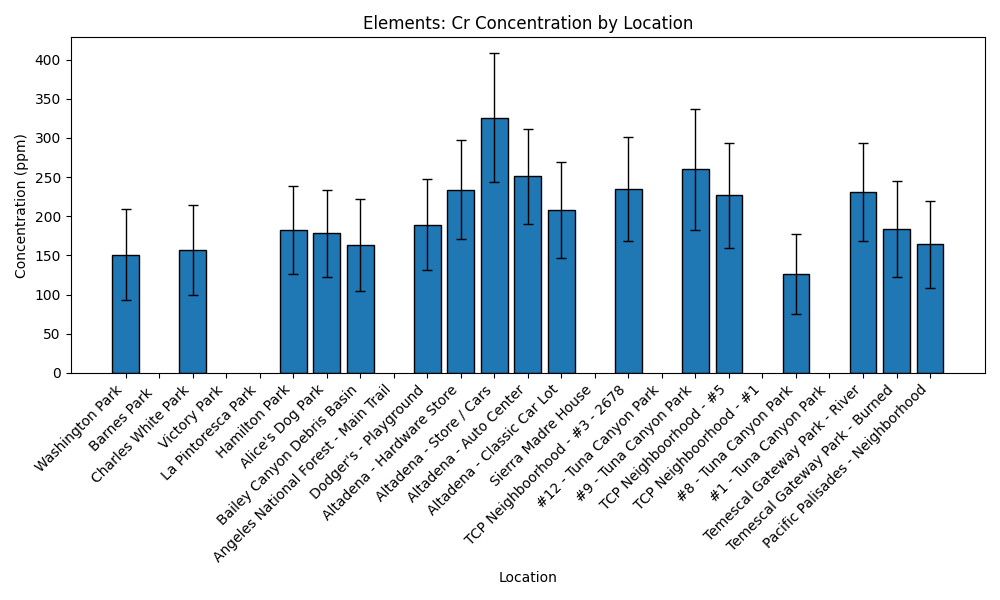 Elements: Cr Concentration by Location
Concentration (ppm)
400
350
300
250
200
150
100
50
0
Washington Park
Barnes Park
Charles White Park
Victory Park
La Pintoresca Park
Hamilton Park
Alice's Dog Park
Bailey Canyon Debris Basin
Angeles National Forest - Main Trail
Dodger's - Playground
Altadena - Hardware Store
Altadena - Store / Cars
Altadena - Auto Center
Altadena - Classic Car Lot
Sierra Madre House
TCP Neighborhood - #3 - 2678
#12 - Tuna Canyon Park
#9 - Tuna Canyon Park
TCP Neighborhood - #5
TCP Neighborhood - #1
#8 - Tuna Canyon Park
#1 - Tuna Canyon Park
Temescal Gateway Park - River
Temescal Gateway Park - Burned
Pacific Palisades - Neighborhood
Location